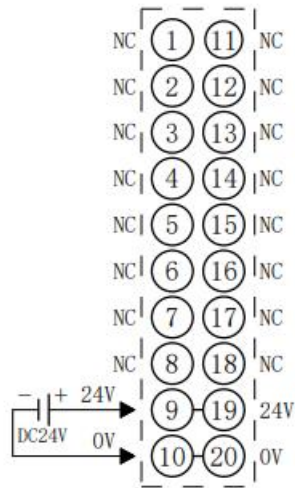 NC 1 11 NC
NC 2 12 NC
NC 3 13 NC
NC 4 14 NC
NC 5 15 NC
NC 6 16 NC
NC 7 17 NC
NC 8 18 NC
- + 24V 9 19 24V
DC24V
0V 10 20 0V